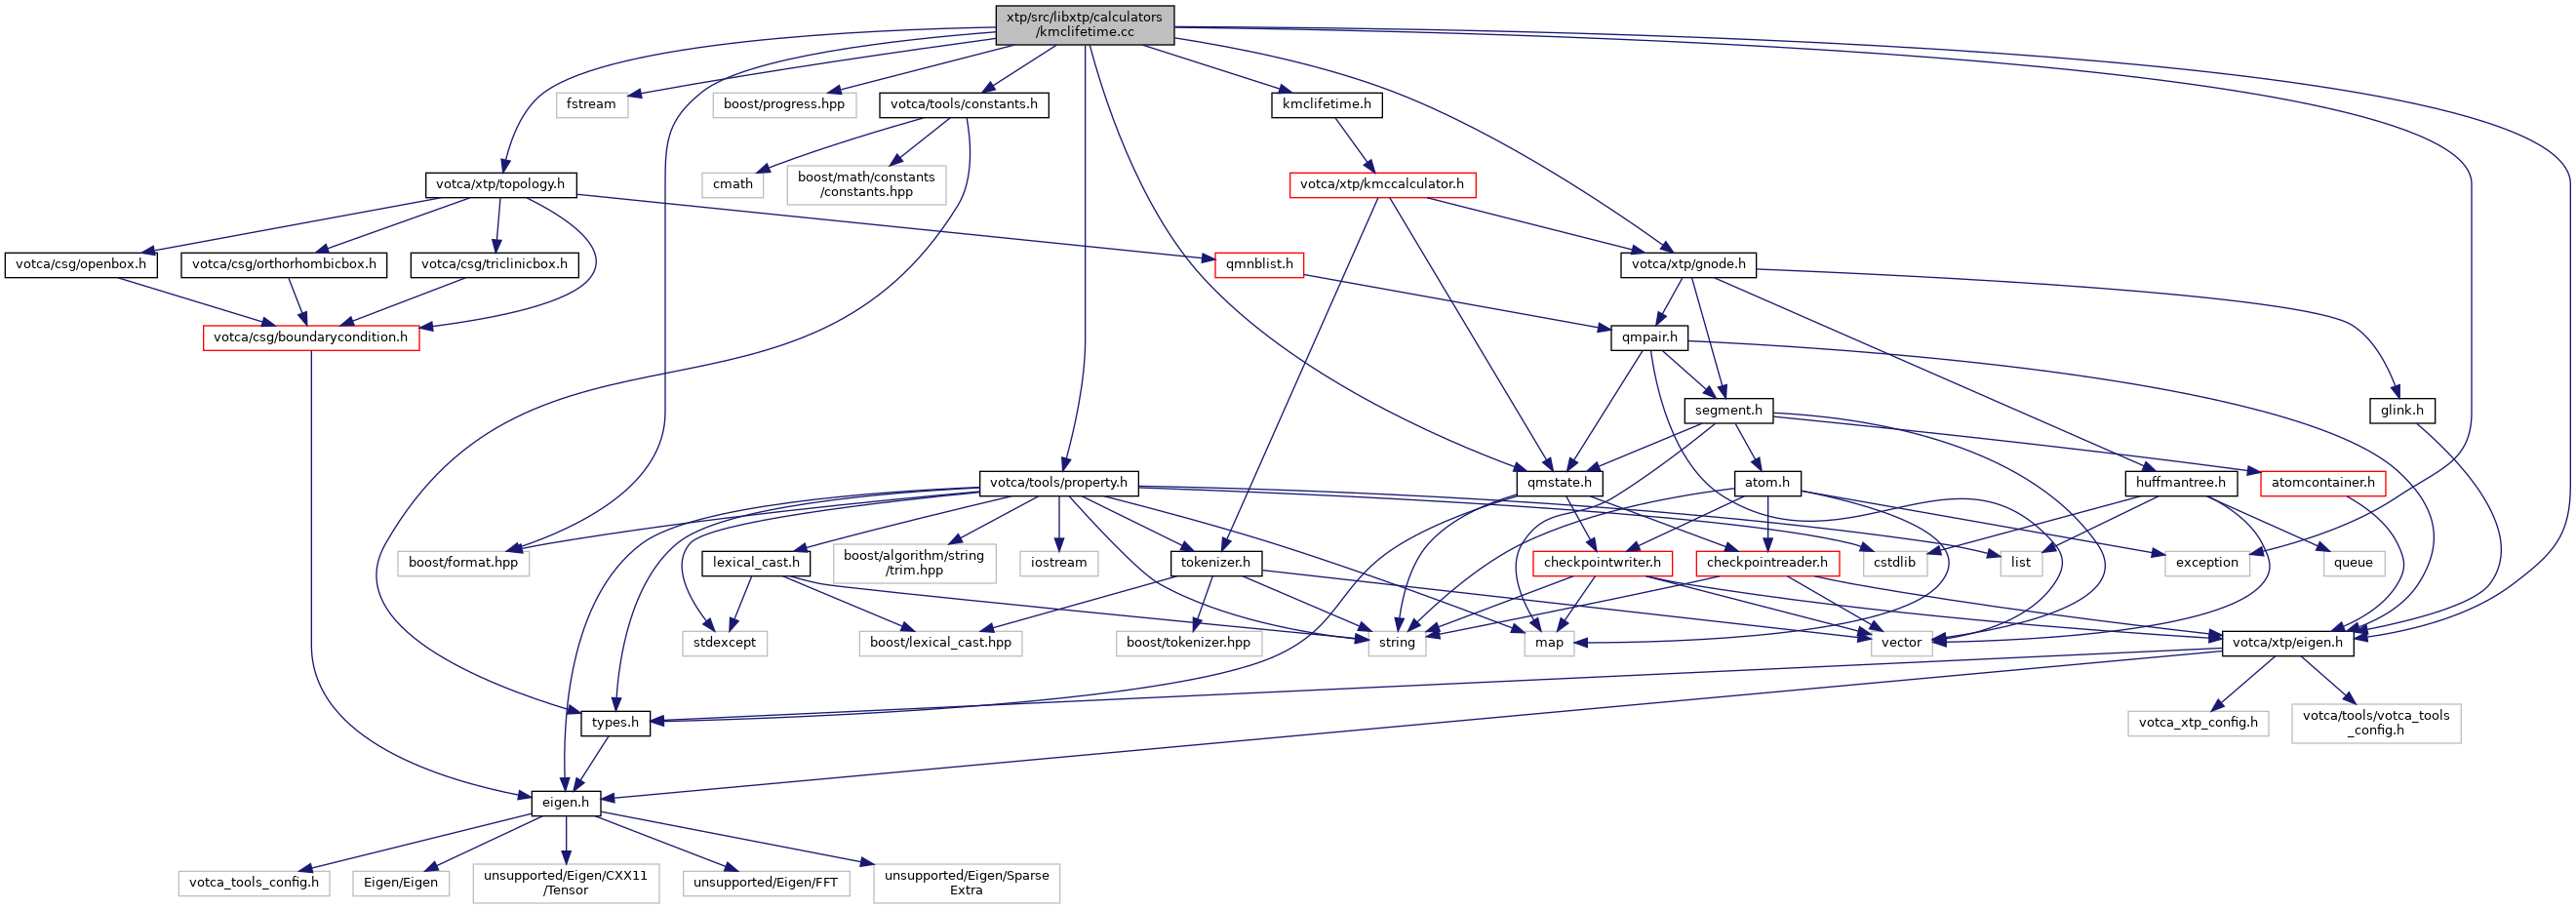 xtp/src/libxtp/calculators
/kmclifetime.cc
fstream
boost/progress.hpp
votca/tools/constants.h
kmclifetime.h
cmath
boost/math/constants
/constants.hpp
votca/xtp/topology.h
votca/xtp/kmccalculator.h
votca/csg/openbox.h
votca/csg/orthorhombicbox.h
votca/csg/triclinicbox.h
qmnblist.h
votca/xtp/gnode.h
votca/csg/boundarycondition.h
qmpair.h
segment.h
glink.h
votca/tools/property.h
qmstate.h
atom.h
huffmantree.h
atomcontainer.h
boost/format.hpp
lexical_cast.h
boost/algorithm/string
/trim.hpp
iostream
tokenizer.h
checkpointwriter.h
checkpointreader.h
cstdlib
list
exception
queue
stdexcept
boost/lexical_cast.hpp
boost/tokenizer.hpp
string
map
vector
votca/xtp/eigen.h
types.h
votca_xtp_config.h
votca/tools/votca_tools
_config.h
eigen.h
votca_tools_config.h
Eigen/Eigen
unsupported/Eigen/CXX11
/Tensor
unsupported/Eigen/FFT
unsupported/Eigen/Sparse
Extra